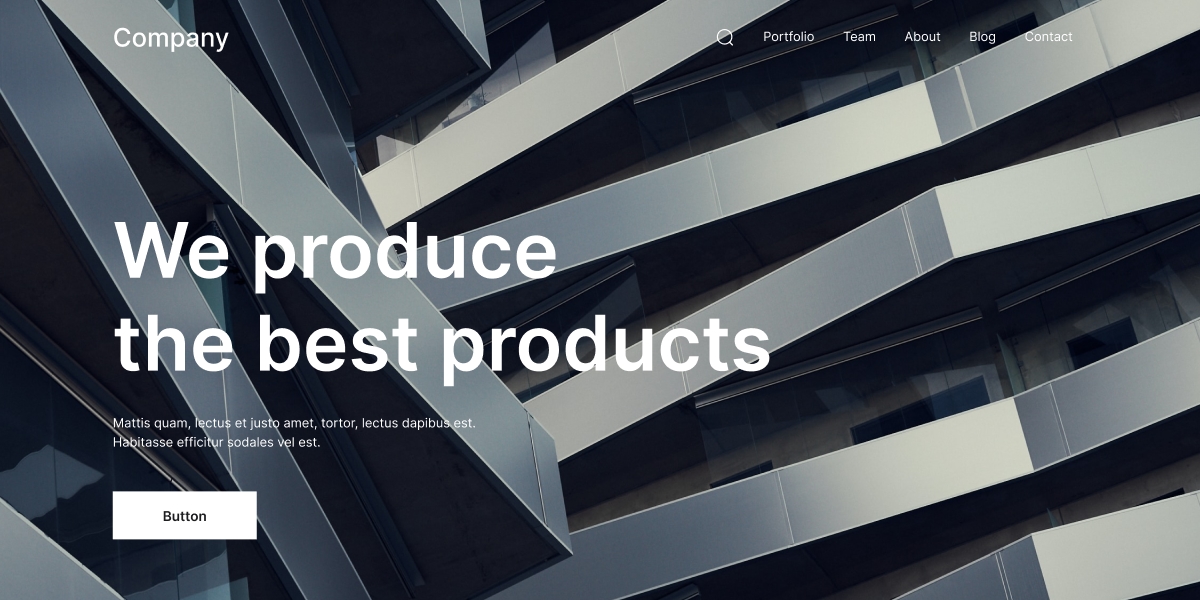 Company
Portfolio Team About Blog Contact
We produce
the best products
Mattis quam, lectus et justo amet, tortor, lectus dapibus est.
Habitasse efficitur sodales vel est.
Button